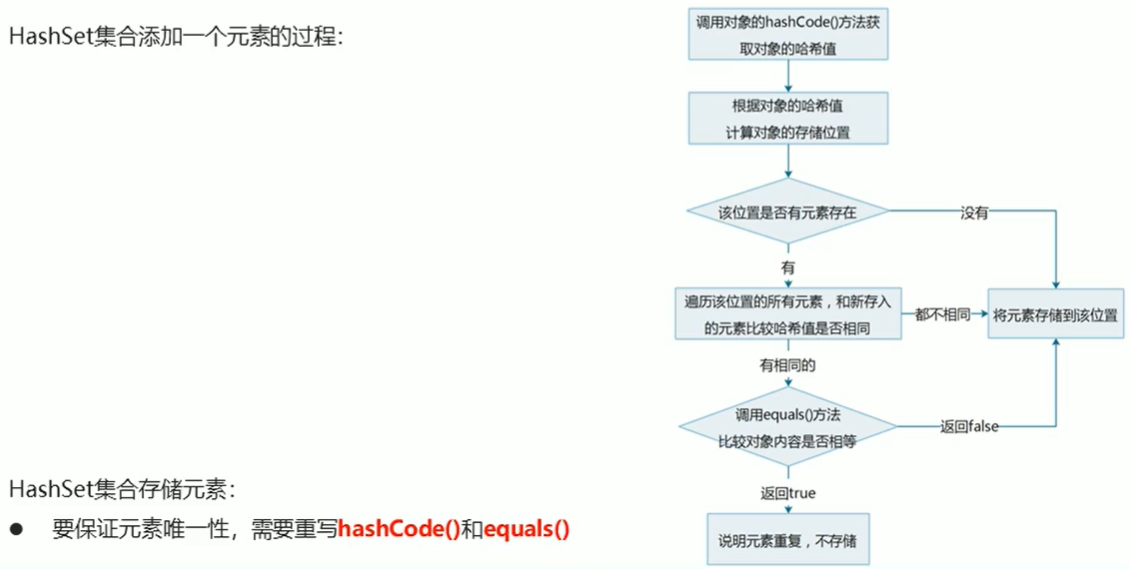 HashSet集合添加一个元素的过程:
调用对象的hashCode()方法获
取对象的哈希值
根据对象的哈希值
计算对象的存储位置
该位置是否有元素存在
没有
有
遍历该位置的所有元素，和新存入
的元素比较哈希值是否相同
都不相同
将元素存储到该位置
有相同的
调用equals()方法
比较对象内容是否相等
返回false
返回true
说明元素重复，不存储
HashSet集合存储元素:
● 要保证元素唯一性，需要重写hashCode()和equals()